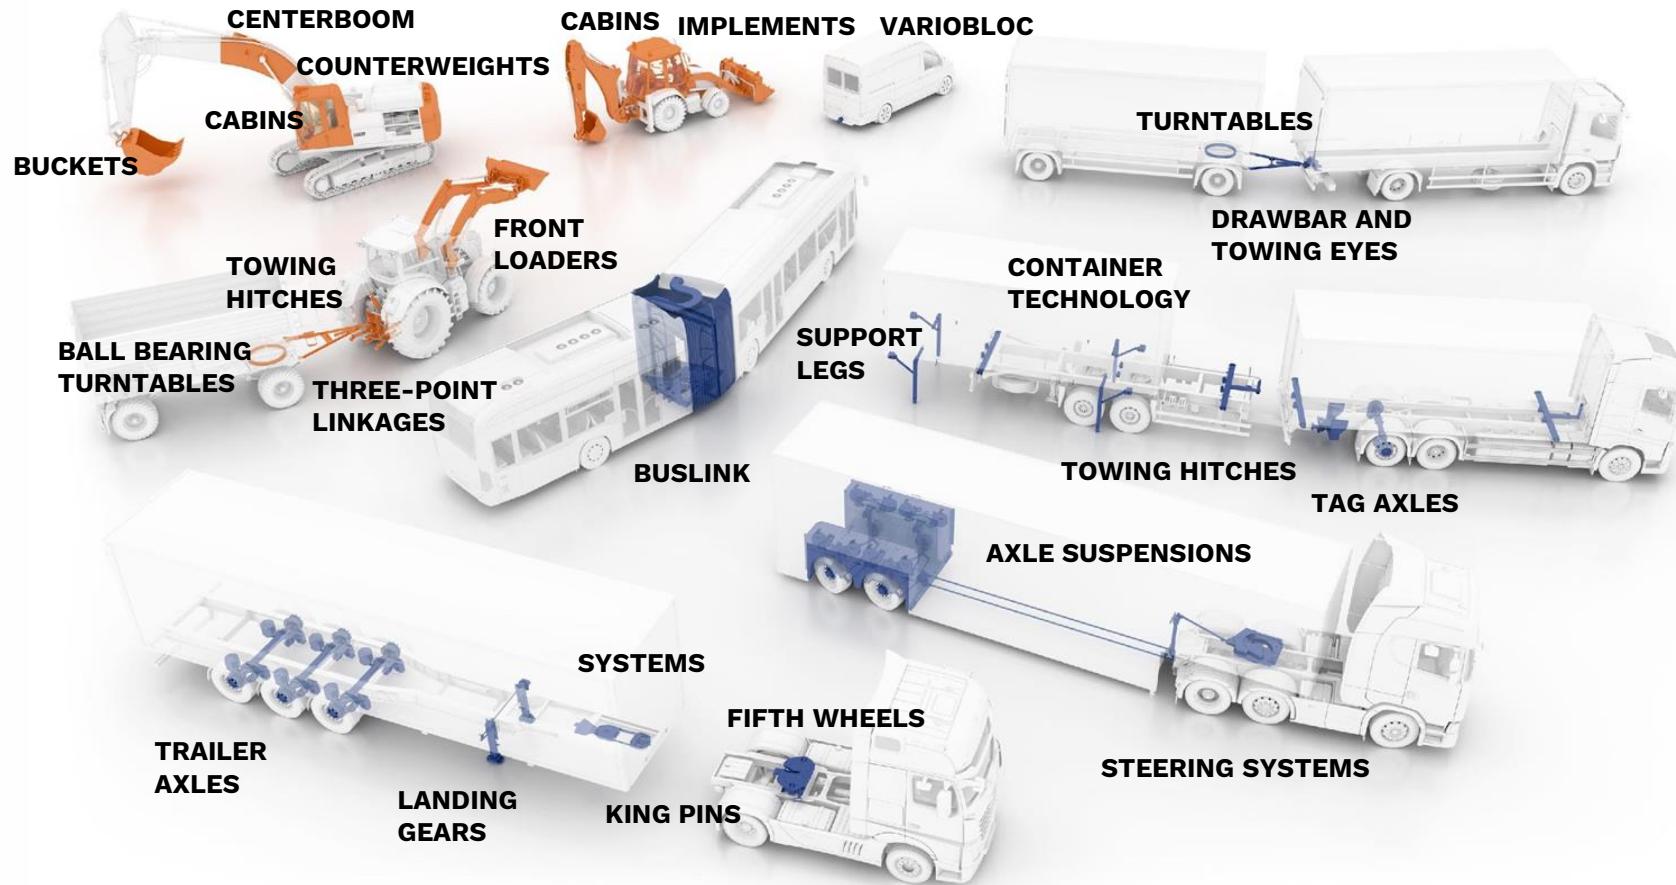 CENTERBOOM
COUNTERWEIGHTS
CABINS
BUCKETS
CABINS
IMPLEMENTS
VARIOBLOC
TURNTABLES
DRAWBAR AND
TOWING EYES
FRONT
LOADERS
TOWING
HITCHES
BALL BEARING
TURNTABLES
THREE-POINT
LINKAGES
BUSLINK
CONTAINER
TECHNOLOGY
SUPPORT
LEGS
TOWING HITCHES
TAG AXLES
AXLE SUSPENSIONS
STEERING SYSTEMS
SYSTEMS
FIFTH WHEELS
TRAILER
AXLES
LANDING
GEARS
KING PINS